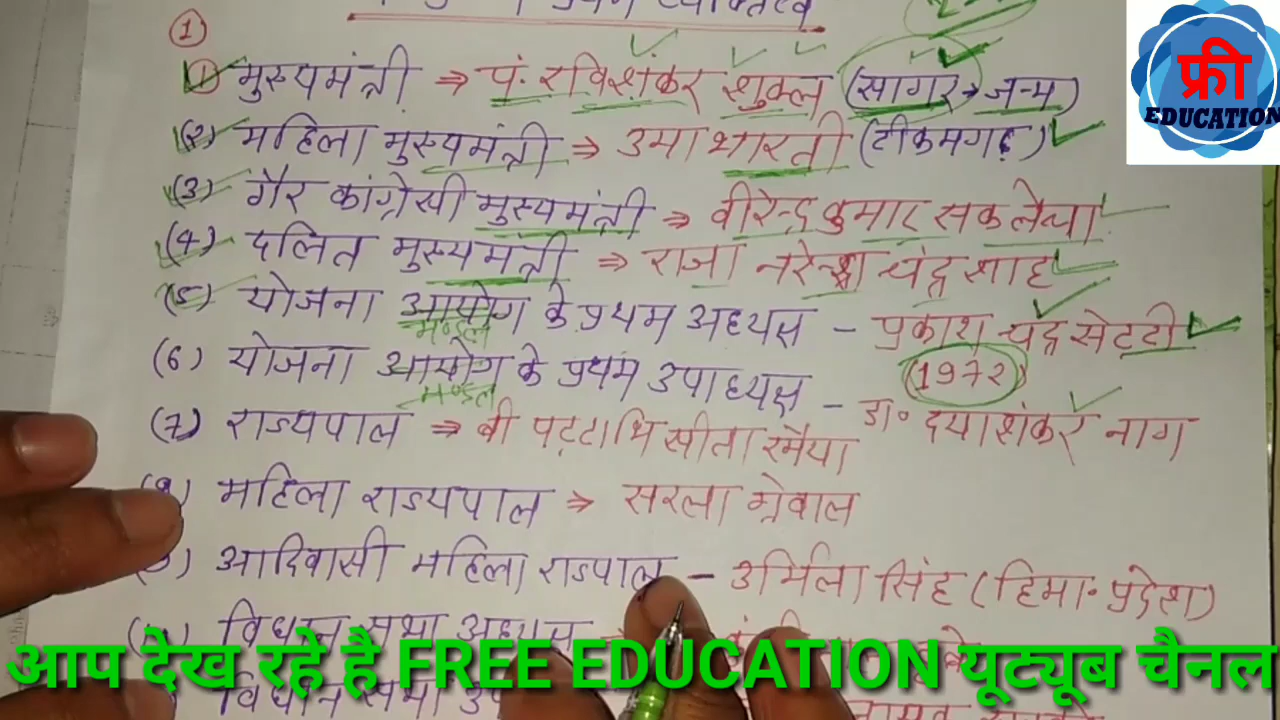 ① मुख्यमंत्री ⇒ पं. रविशंकर शुक्ल (सागर → जन्म)
(२) महिला मुख्यमंत्री ⇒ उमा भारती (टीकमगढ़)
(3) गैर कांग्रेसी मुख्यमंत्री ⇒ वीरेन्द्र कुमार सकलेचा
(4) दलित मुख्यमंत्री ⇒ राजा नरेश चंद्र शाह
(5) योजना आयोग के प्रथम अध्यक्ष – प्रकाश चंद्र सेट्टी
मण्डल
(1972)
(6) योजना आयोग के प्रथम उपाध्यक्ष – डा॰ दयाशंकर नाग
मण्डल
(7) राज्यपाल ⇒ बी पट्टाभि सीता रमैया
महिला राज्यपाल ⇒ सरला ग्रेवाल
आदिवासी महिला राज्यपाल – उर्मिला सिंह (हिमा. प्रदेश)
विधान सभा अध्यक्ष
विधान सभा
फ्री
EDUCATION
आप देख रहे है FREE EDUCATION यूट्यूब चैनल